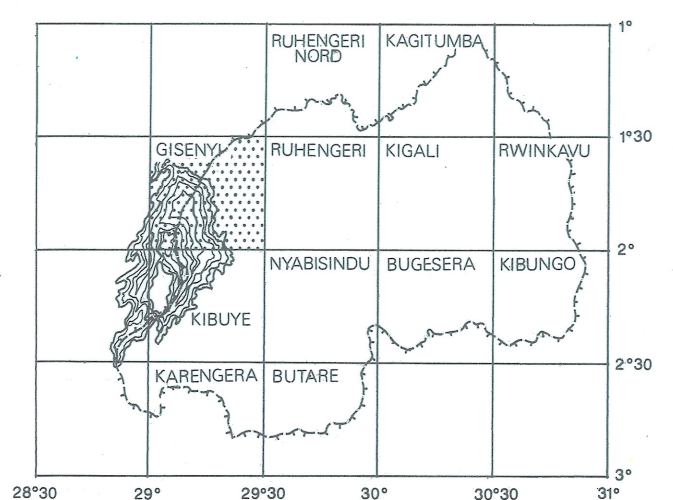 RUHENGERI KAGITUMBA
NORD
1°
1°30
GISENYI RUHENGERI KIGALI RWINKAVU
2°
NYABISINDU BUGESERA KIBUNGO
KIBUYE
2°30
KARENGERA BUTARE
3°
28°30 29° 29°30 30° 30°30 31°